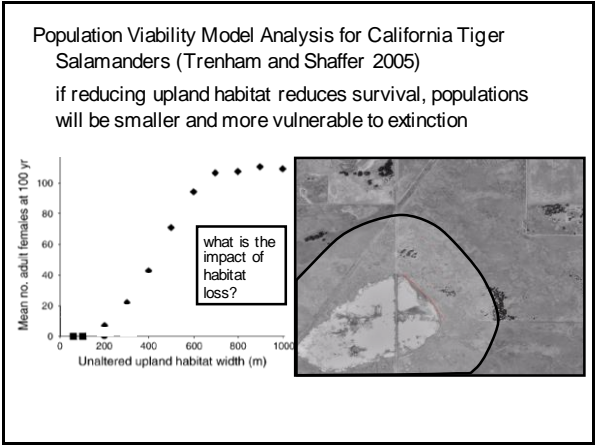 Population Viability Model Analysis for California Tiger
Salamanders (Trenham and Shaffer 2005)
if reducing upland habitat reduces survival, populations
will be smaller and more vulnerable to extinction
Mean no. adult females at 100 yr
100
80
60
40
20
0
what is the
impact of
habitat
loss?
0 200 400 600 800 1000
Unaltered upland habitat width (m)